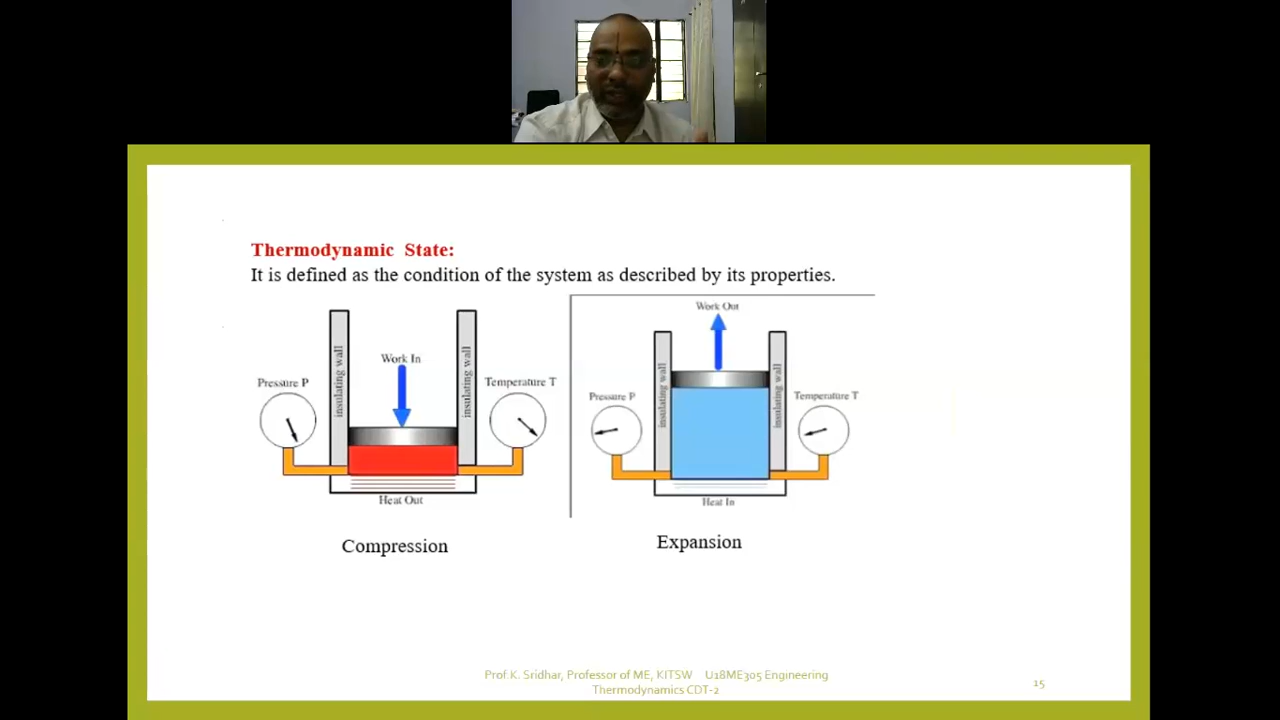 Thermodynamic State:
It is defined as the condition of the system as described by its properties.
Work In
Pressure P
insulating wall
insulating wall
Temperature T
Heat Out
Compression
Work Out
Pressure P
insulating wall
insulating wall
Temperature T
Heat In
Expansion
Prof.K. Sridhar, Professor of ME, KITSW U18ME305 Engineering
Thermodynamics CDT-2
15